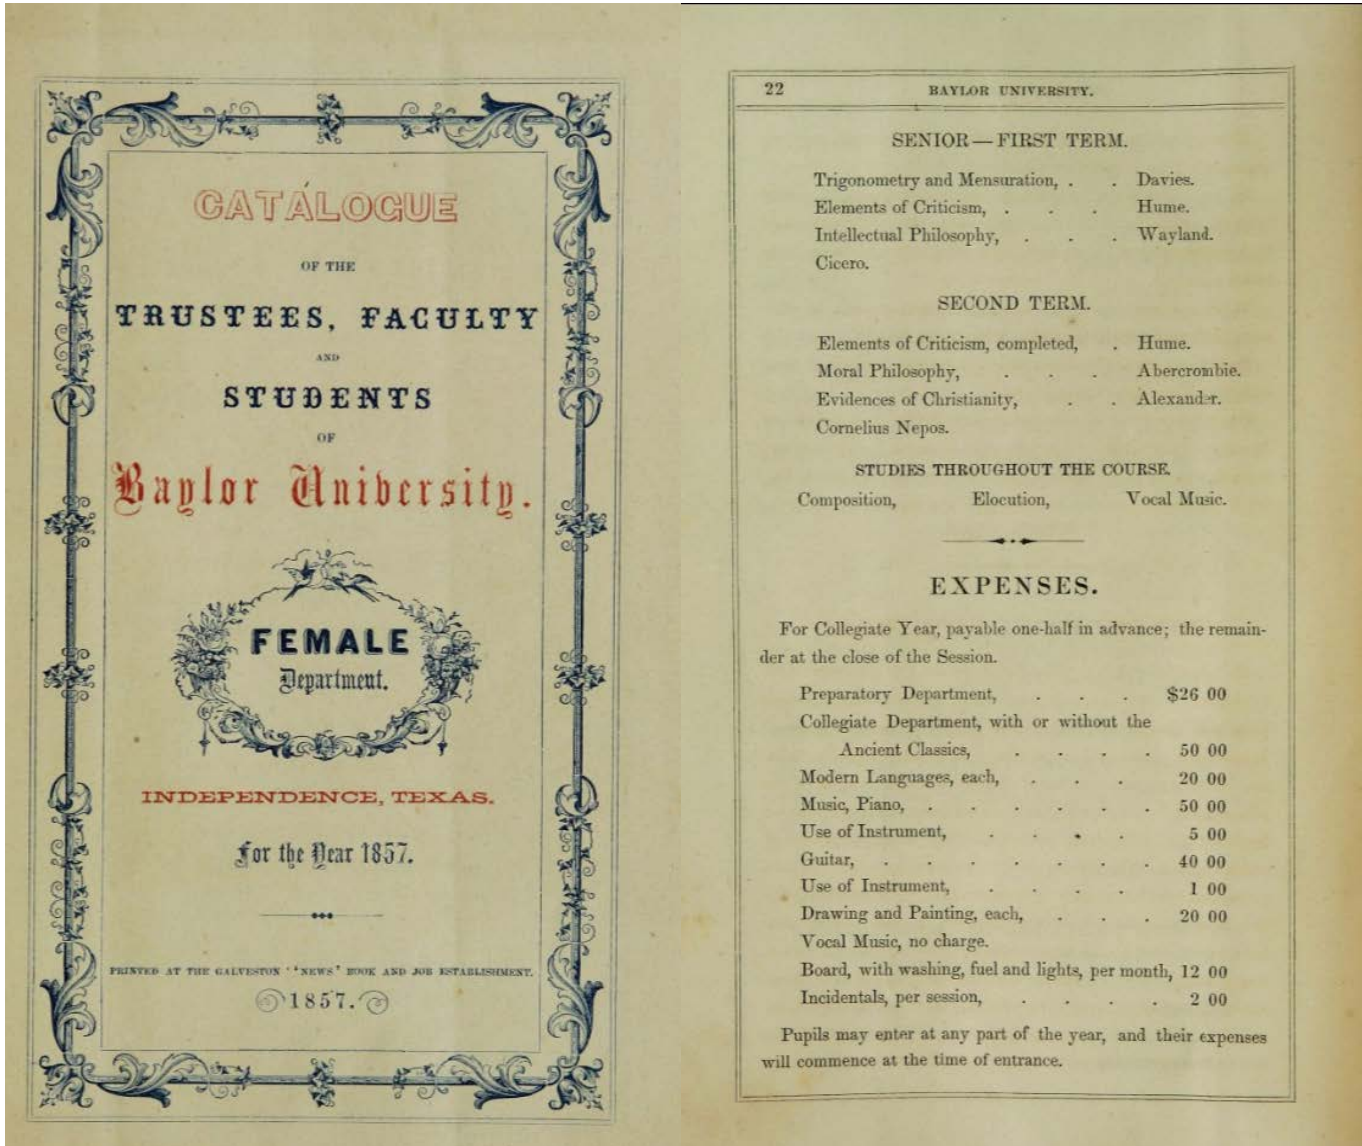 CATALOGUE
OF THE
TRUSTEES, FACULTY
AND
STUDENTS
OF
Baylor University.
FEMALE
Department.
INDEPENDENCE, TEXAS.
For the Year 1857.
PRINTED AT THE GALVESTON "NEWS" BOOK AND JOB ESTABLISHMENT.
1857.
22 BAYLOR UNIVERSITY.
SENIOR—FIRST TERM.
Trigonometry and Mensuration, . . Davies.
Elements of Criticism, . . . Hume.
Intellectual Philosophy, . . . Wayland.
Cicero.
SECOND TERM.
Elements of Criticism, completed, . Hume.
Moral Philosophy, . . . Abercrombie.
Evidences of Christianity, . . Alexander.
Cornelius Nepos.
STUDIES THROUGHOUT THE COURSE.
Composition, Elocution, Vocal Music.
EXPENSES.
For Collegiate Year, payable one-half in advance; the remain-
der at the close of the Session.
Preparatory Department, . . . $26 00
Collegiate Department, with or without the
Ancient Classics, . . . . 50 00
Modern Languages, each, . . . 20 00
Music, Piano, . . . . . . 50 00
Use of Instrument, . . . . 5 00
Guitar, . . . . . . . 40 00
Use of Instrument, . . . . 1 00
Drawing and Painting, each, . . . 20 00
Vocal Music, no charge.
Board, with washing, fuel and lights, per month, 12 00
Incidentals, per session, . . . . 2 00
Pupils may enter at any part of the year, and their expenses
will commence at the time of entrance.